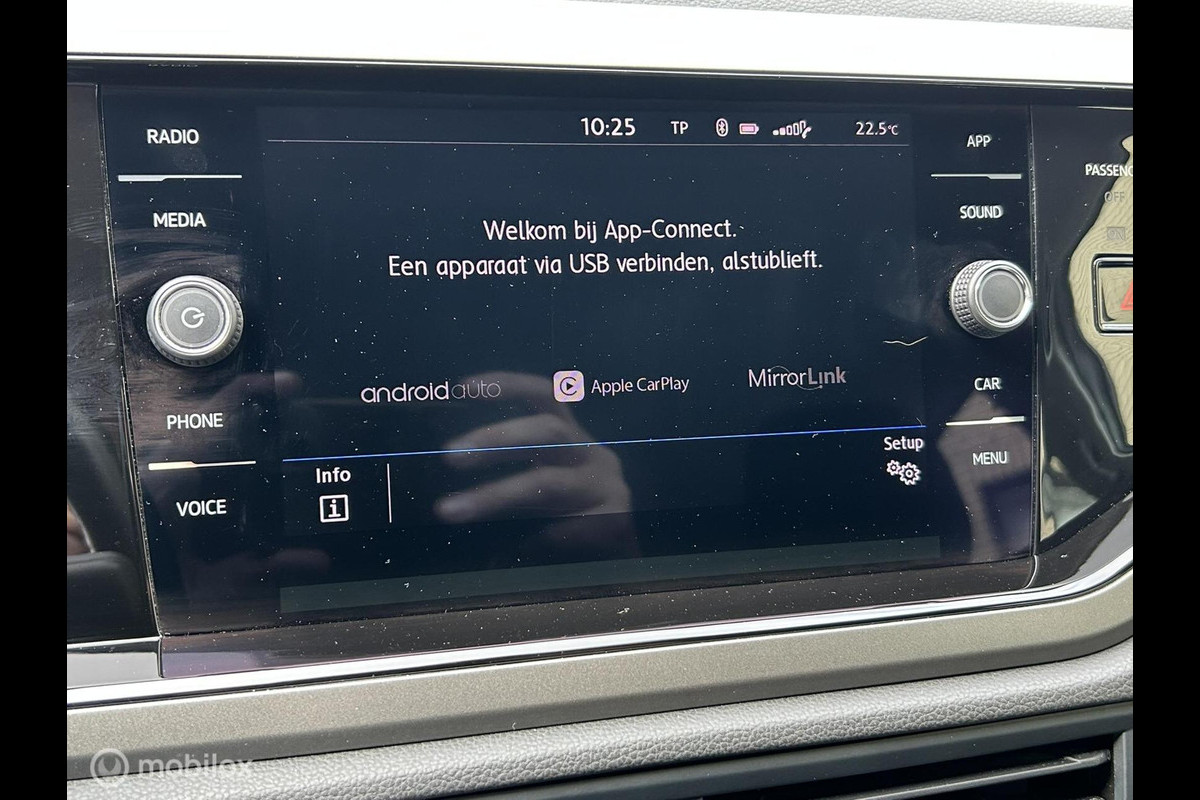 RADIO
MEDIA
PHONE
VOICE
10:25 TP 22.5°C
Welkom bij App-Connect.
Een apparaat via USB verbinden, alstublieft.
androidauto
Apple CarPlay
MirrorLink
Info
Setup
APP
SOUND
CAR
MENU
PASSENG
OFF
mobilox